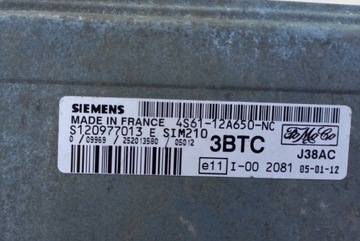 SIEMENS
MADE IN FRANCE 4S61-12A650-NC
S120977013 E SIM210
0 /09969 / 252013580 /05012
3BTC
FoMoCo
J38AC
e11 I-00 2081 05-01-12